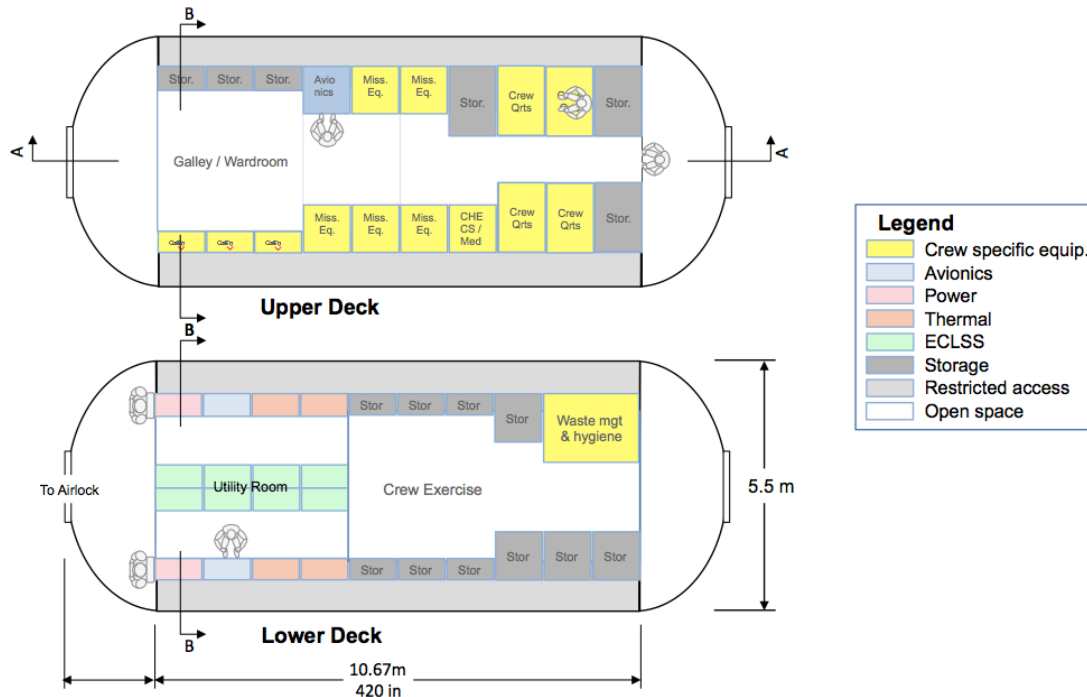 B
Stor.
Stor.
Stor.
Avio
nics
Miss.
Eq.
Miss.
Eq.
Stor.
Crew
Qrts
Stor.
A
A
Galley / Wardroom
Miss.
Eq.
Miss.
Eq.
Miss.
Eq.
CHE
CS /
Med
Crew
Qrts
Crew
Qrts
Stor.
B
Upper Deck
Legend
Crew specific equip.
Avionics
Power
Thermal
ECLSS
Storage
Restricted access
Open space
B
Stor
Stor
Stor
Stor
Waste mgt
& hygiene
To Airlock
Utility Room
Crew Exercise
5.5 m
Stor
Stor
Stor
Stor
Stor
Stor
B
Lower Deck
10.67m
420 in